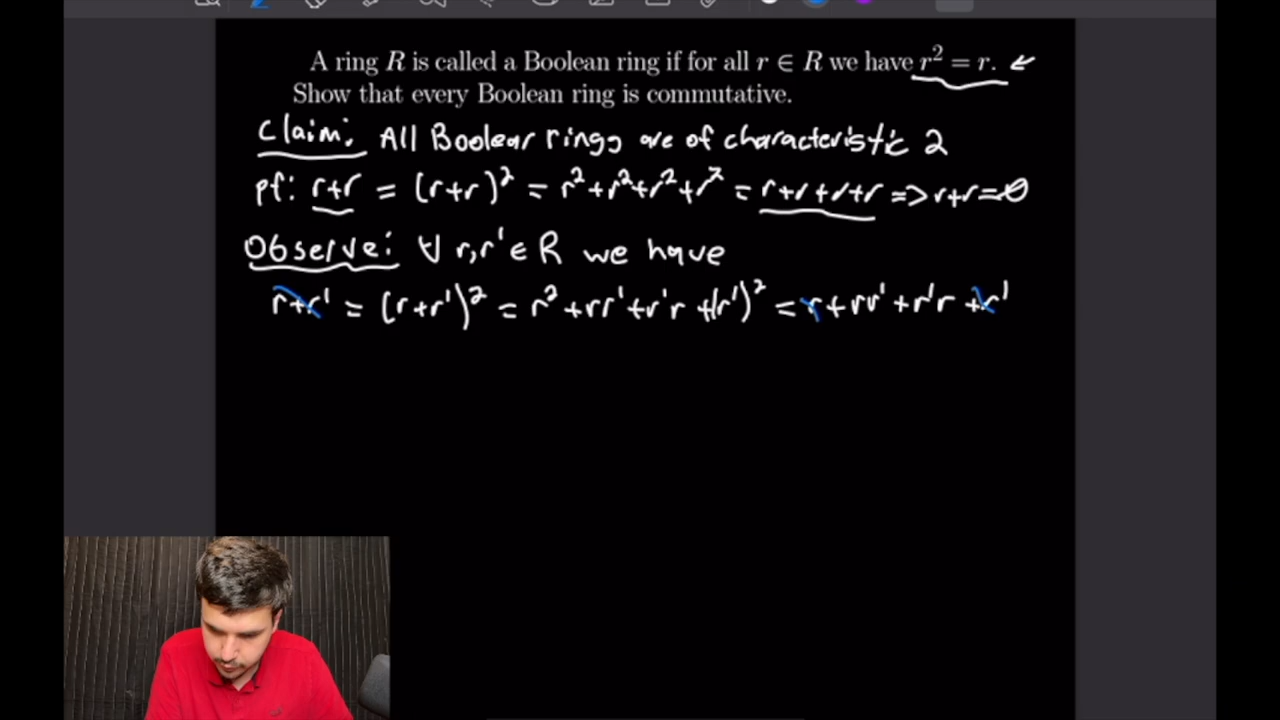 A ring R is called a Boolean ring if for all r ∈ R we have r² = r. ↙
Show that every Boolean ring is commutative.
Claim: All Boolear rings are of characteristic 2
pf: r+r = (r+r)² = r²+r²+r²+r² = r+r+r+r => r+r=0
Observe: ∀ r,r' ∈ R we have
r+r' = (r+r')² = r² +rr' +r'r +(r')² = r+rr' +r'r +r'